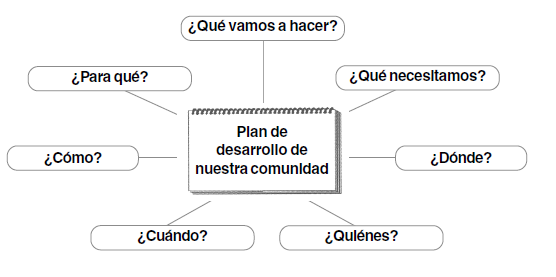 ¿Qué vamos a hacer?
¿Para qué?
¿Qué necesitamos?
Plan de
desarrollo de
nuestra comunidad
¿Cómo?
¿Dónde?
¿Cuándo?
¿Quiénes?